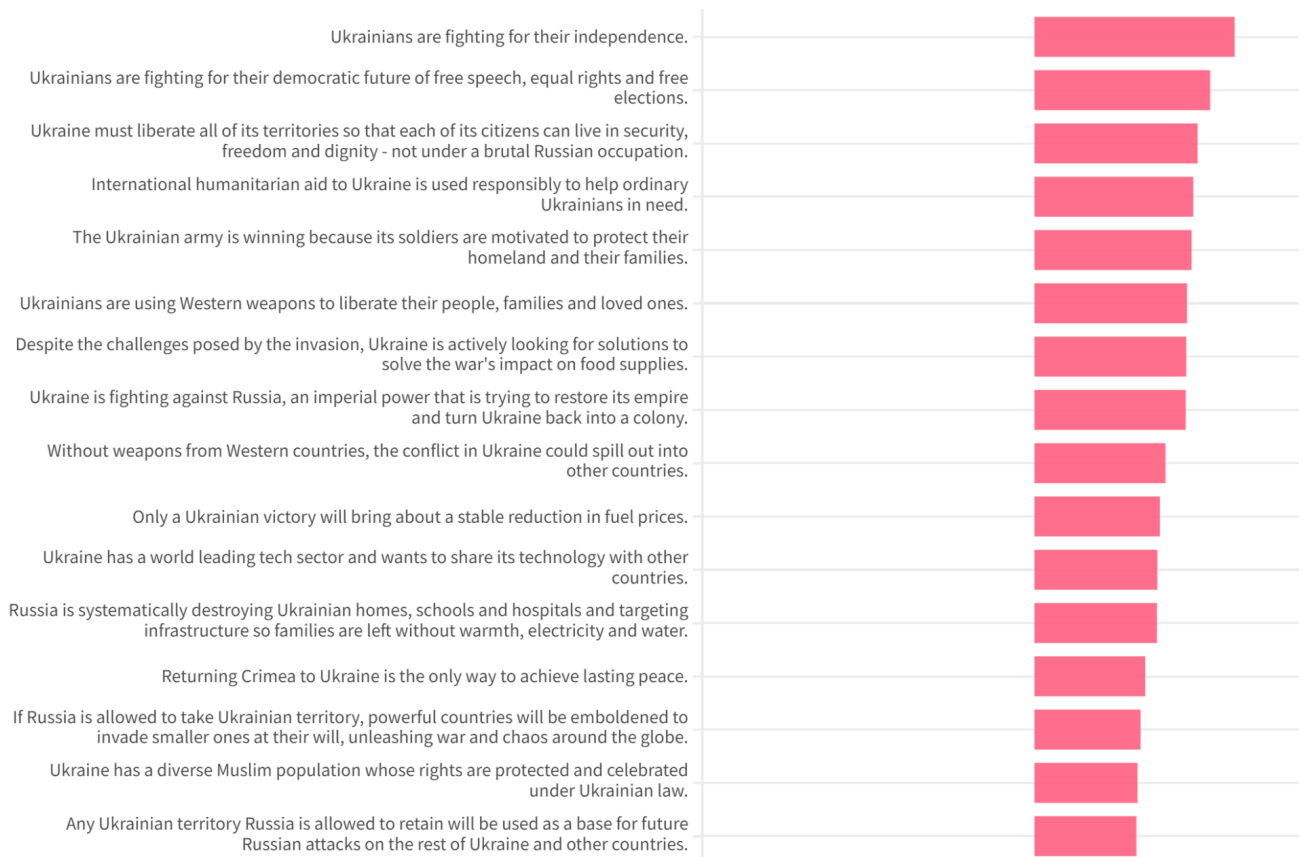 Ukrainians are fighting for their independence.
Ukrainians are fighting for their democratic future of free speech, equal rights and free
elections.
Ukraine must liberate all of its territories so that each of its citizens can live in security,
freedom and dignity - not under a brutal Russian occupation.
International humanitarian aid to Ukraine is used responsibly to help ordinary
Ukrainians in need.
The Ukrainian army is winning because its soldiers are motivated to protect their
homeland and their families.
Ukrainians are using Western weapons to liberate their people, families and loved ones.
Despite the challenges posed by the invasion, Ukraine is actively looking for solutions to
solve the war's impact on food supplies.
Ukraine is fighting against Russia, an imperial power that is trying to restore its empire
and turn Ukraine back into a colony.
Without weapons from Western countries, the conflict in Ukraine could spill out into
other countries.
Only a Ukrainian victory will bring about a stable reduction in fuel prices.
Ukraine has a world leading tech sector and wants to share its technology with other
countries.
Russia is systematically destroying Ukrainian homes, schools and hospitals and targeting
infrastructure so families are left without warmth, electricity and water.
Returning Crimea to Ukraine is the only way to achieve lasting peace.
If Russia is allowed to take Ukrainian territory, powerful countries will be emboldened to
invade smaller ones at their will, unleashing war and chaos around the globe.
Ukraine has a diverse Muslim population whose rights are protected and celebrated
under Ukrainian law.
Any Ukrainian territory Russia is allowed to retain will be used as a base for future
Russian attacks on the rest of Ukraine and other countries.